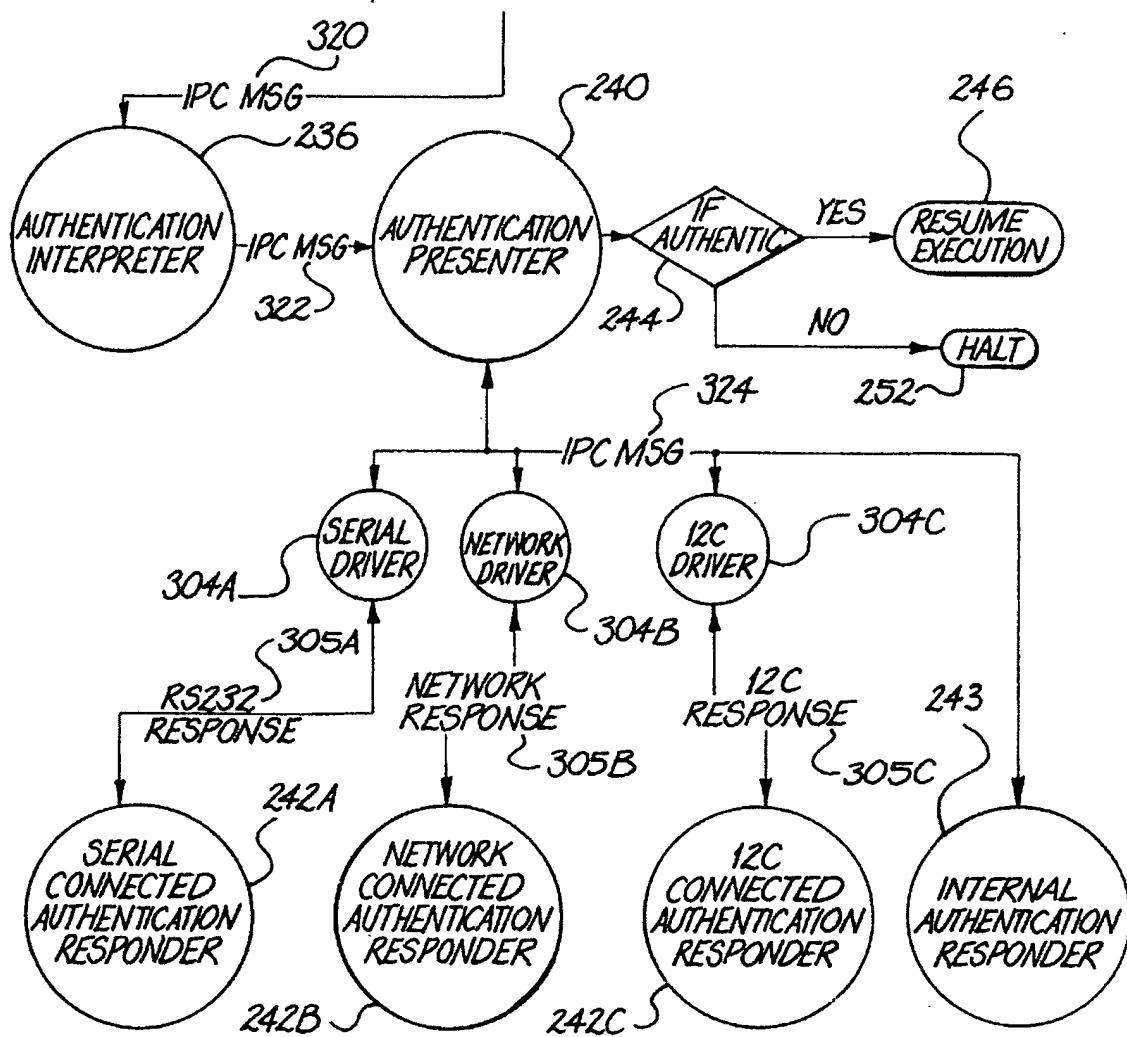 320
IPC MSG
236
240
246
AUTHENTICATION
INTERPRETER
IPC MSG
322
AUTHENTICATION
PRESENTER
IF
AUTHENTIC
244
YES
RESUME
EXECUTION
NO
HALT
252
324
IPC MSG
SERIAL
DRIVER
304A
NETWORK
DRIVER
304B
12C
DRIVER
304C
305A
RS232
RESPONSE
NETWORK
RESPONSE
305B
12C
RESPONSE
305C
243
242A
SERIAL
CONNECTED
AUTHENTICATION
RESPONDER
NETWORK
CONNECTED
AUTHENTICATION
RESPONDER
242B
12C
CONNECTED
AUTHENTICATION
RESPONDER
242C
INTERNAL
AUTHENTICATION
RESPONDER